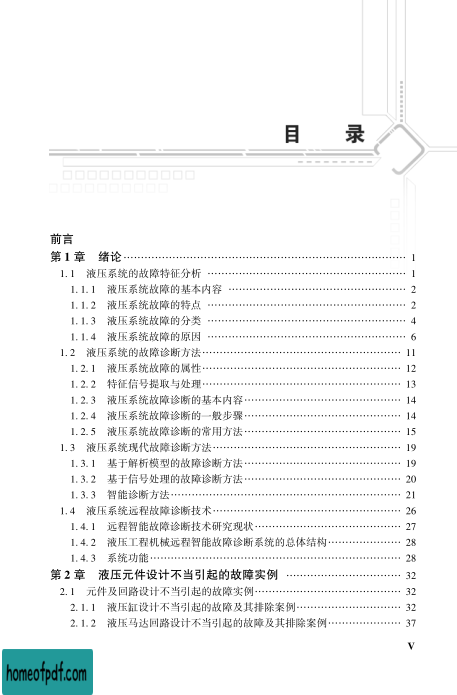 目 录
前言
第1章 绪论…………………………………………………… 1
1.1 液压系统的故障特征分析 …………………………………… 1
1.1.1 液压系统故障的基本内容 ………………………………… 2
1.1.2 液压系统故障的特点 ……………………………………… 2
1.1.3 液压系统故障的分类 ……………………………………… 4
1.1.4 液压系统故障的原因 ……………………………………… 6
1.2 液压系统的故障诊断方法…………………………………… 11
1.2.1 液压系统故障的属性……………………………………… 12
1.2.2 特征信号提取与处理……………………………………… 13
1.2.3 液压系统故障诊断的基本内容…………………………… 14
1.2.4 液压系统故障诊断的一般步骤…………………………… 14
1.2.5 液压系统故障诊断的常用方法…………………………… 15
1.3 液压系统现代故障诊断方法………………………………… 19
1.3.1 基于解析模型的故障诊断方法…………………………… 19
1.3.2 基于信号处理的故障诊断方法…………………………… 20
1.3.3 智能诊断方法……………………………………………… 21
1.4 液压系统远程故障诊断技术………………………………… 26
1.4.1 远程智能故障诊断技术研究现状………………………… 27
1.4.2 液压工程机械远程智能故障诊断系统的总体结构……… 28
1.4.3 系统功能…………………………………………………… 28
第2章 液压元件设计不当引起的故障实例 …………………… 32
2.1 元件及回路设计不当引起的故障实例……………………… 32
2.1.1 液压缸设计不当引起的故障及其排除实例……………… 32
2.1.2 液压马达回路设计不当引起的故障及其排除实例……… 37
V
homeofpdf.com